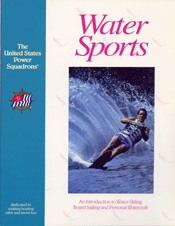 The
United States
Power
Squadrons®
dedicated to
making boating
safer and more fun
Water
Sports
An introduction to Water-Skiing,
Board Sailing and Personal Watercraft